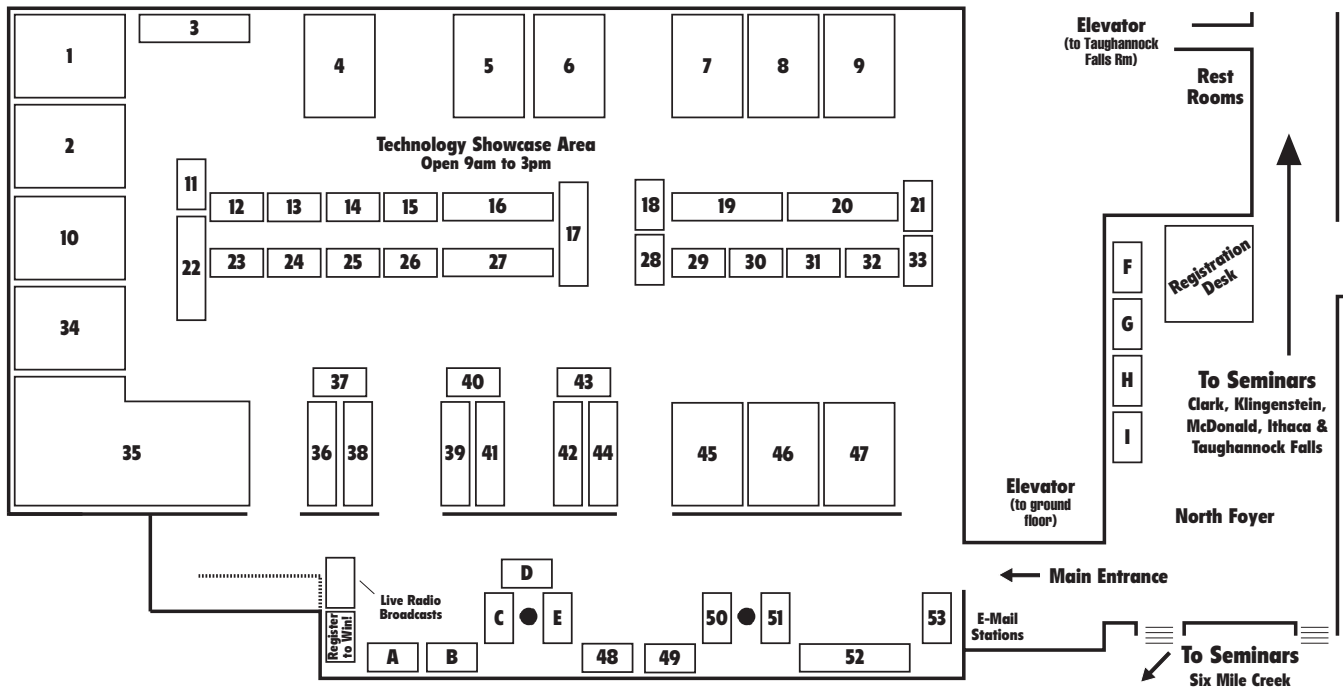 3
1
4
5
6
7
8
9
Elevator
(to Taughannock
Falls Rm)
Rest
Rooms
2
Technology Showcase Area
Open 9am to 3pm
11
12
13
14
15
16
17
18
19
20
21
10
22
23
24
25
26
27
28
29
30
31
32
33
F
Registration
Desk
G
34
H
I
To Seminars
Clark, Klingenstein,
McDonald, Ithaca &
Taughannock Falls
37
40
43
35
36
38
39
41
42
44
45
46
47
Elevator
(to ground
floor)
North Foyer
Main Entrance
D
Live Radio
Broadcasts
Register
to Win!
C
E
50
51
53
E-Mail
Stations
A
B
48
49
52
To Seminars
Six Mile Creek